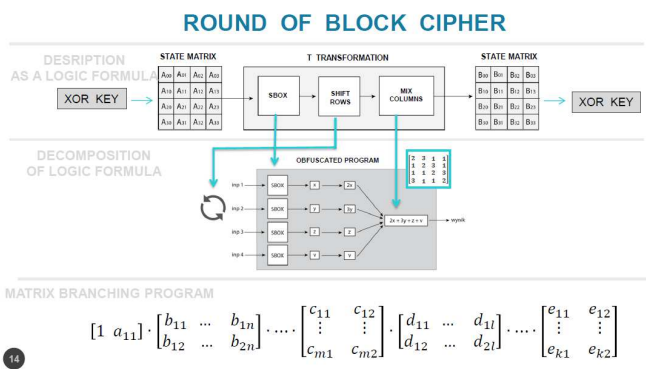 ROUND OF BLOCK CIPHER
DESRIPTION
AS A LOGIC FORMULA
STATE MATRIX
T TRANSFORMATION
STATE MATRIX
XOR KEY
A00 A01 A02 A03
A10 A11 A12 A13
A20 A21 A22 A23
A30 A31 A32 A33
SBOX
SHIFT
ROWS
MIX
COLUMNS
B00 B01 B02 B03
B10 B11 B12 B13
B20 B21 B22 B23
B30 B31 B32 B33
XOR KEY
DECOMPOSITION
OF LOGIC FORMULA
OBFUSCATED PROGRAM
2 3 1 1
1 2 3 1
1 1 2 3
3 1 1 2
inp 1 SBOX x 2x
inp 2 SBOX y 3y
inp 3 SBOX z z
inp 4 SBOX v v
2x + 3y + z + v
wynik
MATRIX BRANCHING PROGRAM
[1 a11] · [b11 ... b1n · ... · [c11 c12 · [d11 ... d1l · ... · [e11 e12
⋮ ⋮ ⋮ ⋮
b12 ... b2n] cm1 cm2] d12 ... d2l] ek1 ek2]
14